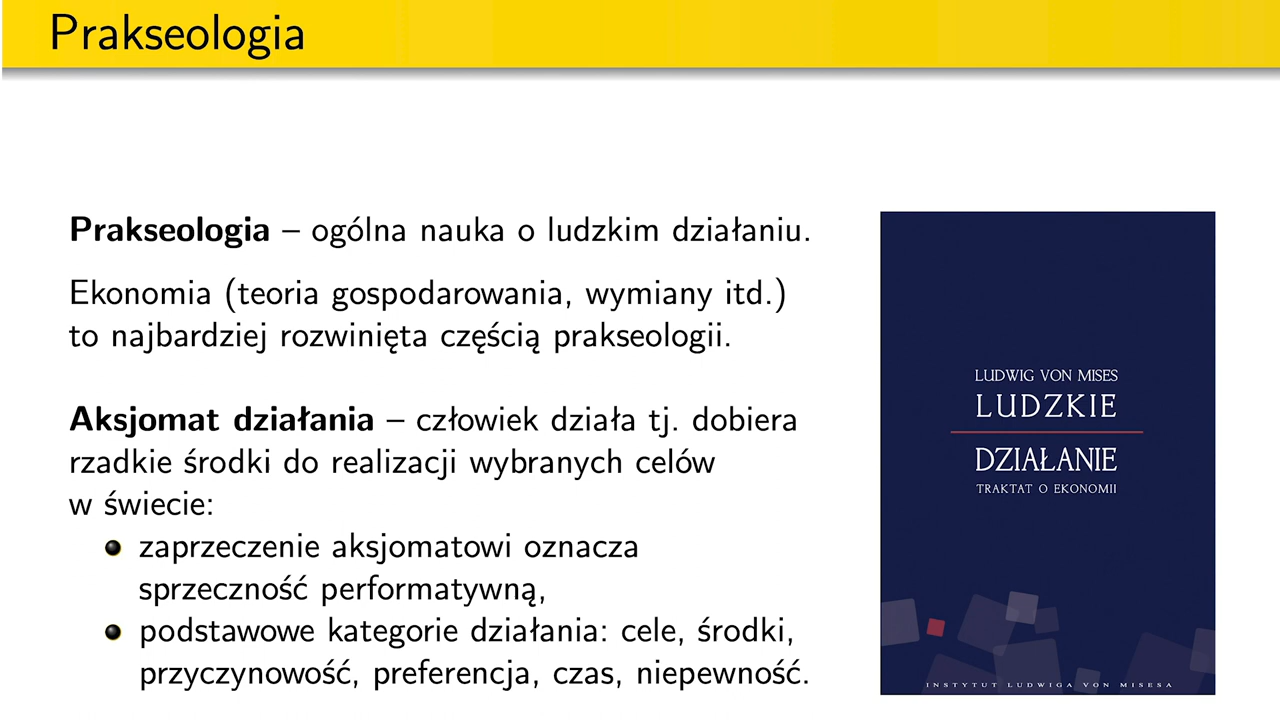 Prakseologia
Prakseologia – ogólna nauka o ludzkim działaniu.
Ekonomia (teoria gospodarowania, wymiany itd.)
to najbardziej rozwinięta częścią prakseologii.
Aksjomat działania – człowiek działa tj. dobiera
rzadkie środki do realizacji wybranych celów
w świecie:
zaprzeczenie aksjomatowi oznacza
sprzeczność performatywną,
podstawowe kategorie działania: cele, środki,
przyczynowość, preferencja, czas, niepewność.
LUDWIG VON MISES
LUDZKIE
DZIAŁANIE
TRAKTAT O EKONOMII
INSTYTUT LUDWIGA VON MISESA